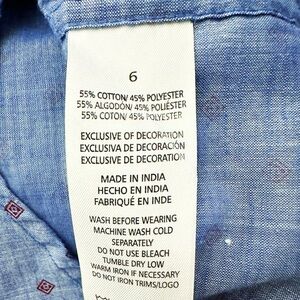 6
55% COTTON/ 45% POLYESTER
55% ALGODÓN/ 45% POLIÉSTER
55% COTON/ 45% POLYESTER
EXCLUSIVE OF DECORATION
EXCLUSIVA DE DECORACIÓN
EXCLUSIF DE DECORATION
MADE IN INDIA
HECHO EN INDIA
FABRIQUÉ EN INDE
WASH BEFORE WEARING
MACHINE WASH COLD
SEPARATELY
DO NOT USE BLEACH
TUMBLE DRY LOW
WARM IRON IF NECESSARY
DO NOT IRON TRIMS/LOGO